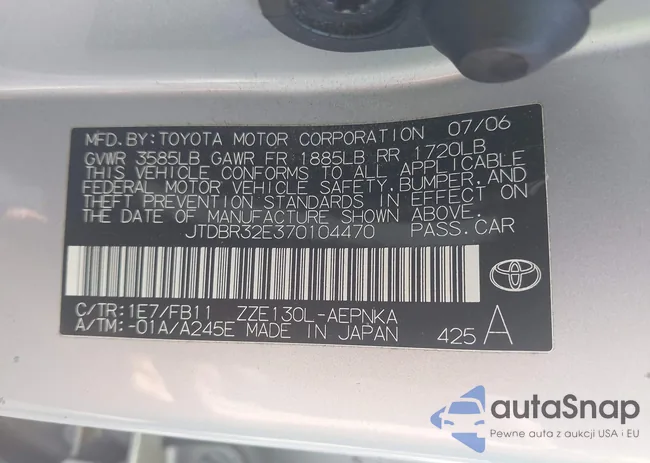 MFD. BY: TOYOTA MOTOR CORPORATION 07/06
GVWR 3585LB GAWR FR 1885LB RR 1720LB
THIS VEHICLE CONFORMS TO ALL APPLICABLE
FEDERAL MOTOR VEHICLE SAFETY, BUMPER, AND
THEFT PREVENTION STANDARDS IN EFFECT ON
THE DATE OF MANUFACTURE SHOWN ABOVE.
JTDBR32E370104470 PASS. CAR
C/TR: 1E7/FB11 ZZE130L-AEPNKA
A/TM: -01A/A245E MADE IN JAPAN 425 A
autaSnap
Pewne auta z aukcji USA i EU